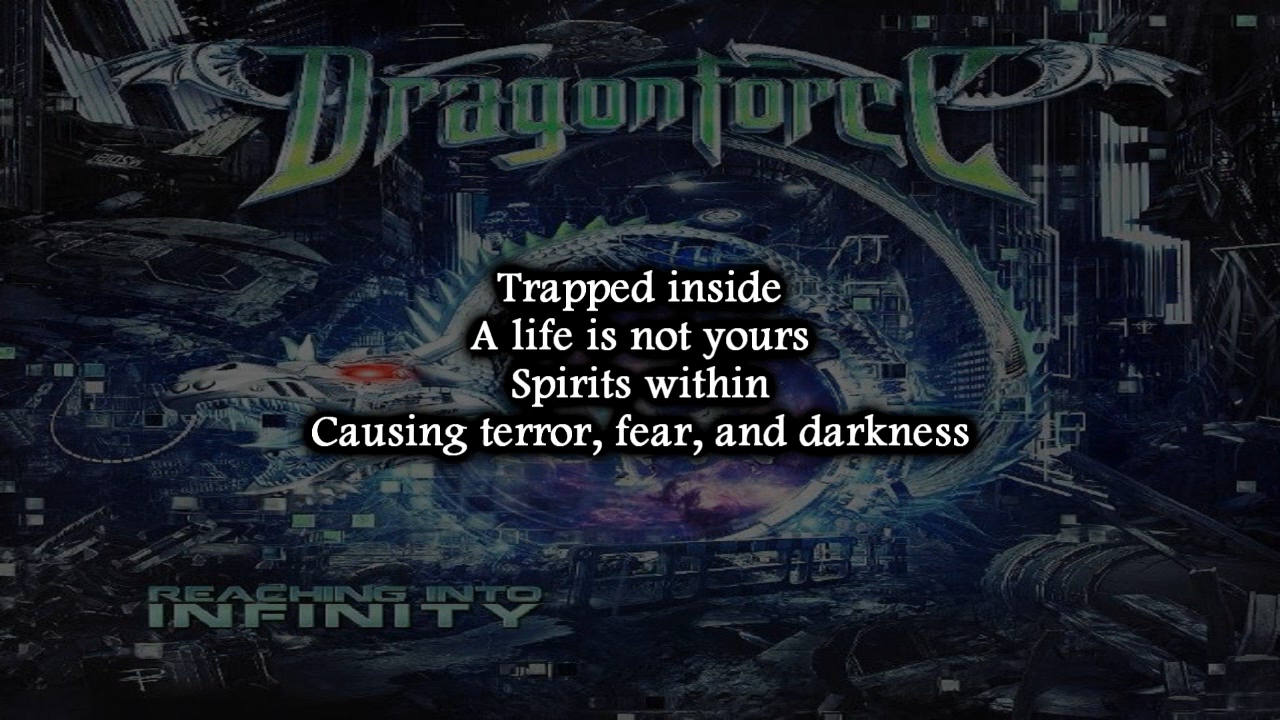 DragonForce
Trapped inside
A life is not yours
Spirits within
Causing terror, fear, and darkness
REACHING INTO
INFINITY